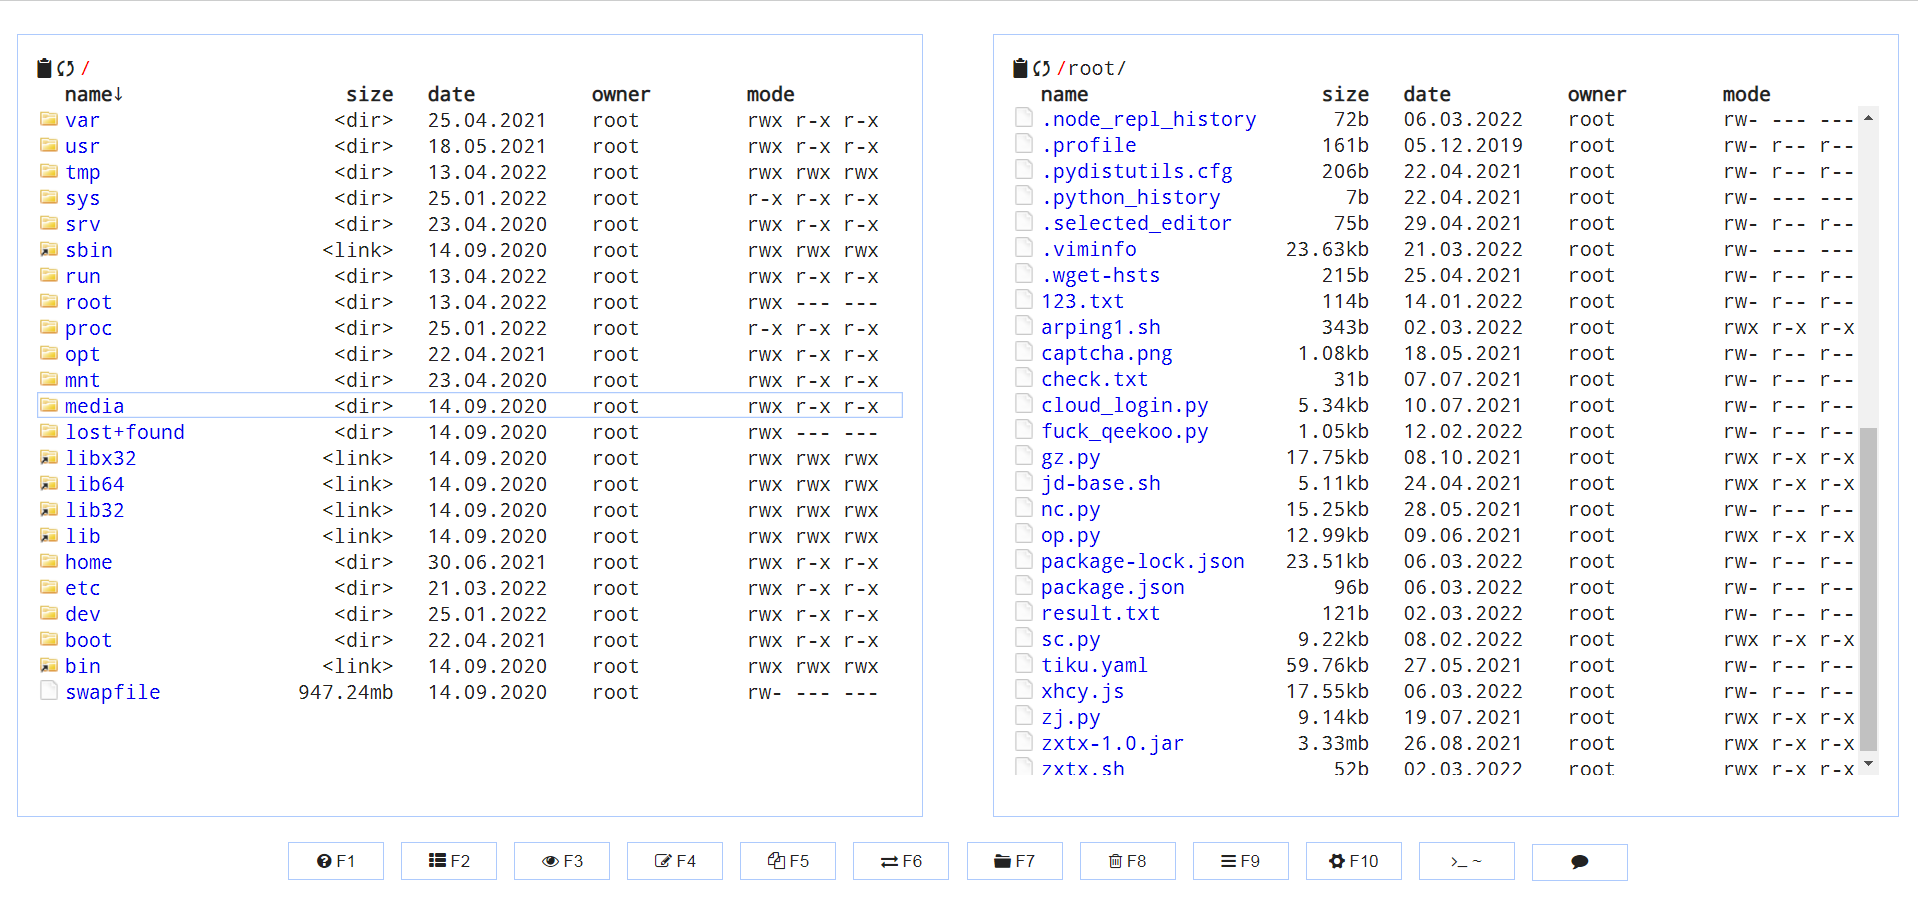 /
name↓ size date owner mode
var <dir> 25.04.2021 root rwx r-x r-x
usr <dir> 18.05.2021 root rwx r-x r-x
tmp <dir> 13.04.2022 root rwx rwx rwx
sys <dir> 25.01.2022 root r-x r-x r-x
srv <dir> 23.04.2020 root rwx r-x r-x
sbin <link> 14.09.2020 root rwx rwx rwx
run <dir> 13.04.2022 root rwx r-x r-x
root <dir> 13.04.2022 root rwx --- ---
proc <dir> 25.01.2022 root r-x r-x r-x
opt <dir> 22.04.2021 root rwx r-x r-x
mnt <dir> 23.04.2020 root rwx r-x r-x
media <dir> 14.09.2020 root rwx r-x r-x
lost+found <dir> 14.09.2020 root rwx --- ---
libx32 <link> 14.09.2020 root rwx rwx rwx
lib64 <link> 14.09.2020 root rwx rwx rwx
lib32 <link> 14.09.2020 root rwx rwx rwx
lib <link> 14.09.2020 root rwx rwx rwx
home <dir> 30.06.2021 root rwx r-x r-x
etc <dir> 21.03.2022 root rwx r-x r-x
dev <dir> 25.01.2022 root rwx r-x r-x
boot <dir> 22.04.2021 root rwx r-x r-x
bin <link> 14.09.2020 root rwx rwx rwx
swapfile 947.24mb 14.09.2020 root rw- --- ---
/root/
name size date owner mode
.node_repl_history 72b 06.03.2022 root rw- --- ---
.profile 161b 05.12.2019 root rw- r-- r--
.pydistutils.cfg 206b 22.04.2021 root rw- r-- r--
.python_history 7b 22.04.2021 root rw- --- ---
.selected_editor 75b 29.04.2021 root rw- r-- r--
.viminfo 23.63kb 21.03.2022 root rw- --- ---
.wget-hsts 215b 25.04.2021 root rw- r-- r--
123.txt 114b 14.01.2022 root rw- r-- r--
arping1.sh 343b 02.03.2022 root rwx r-x r-x
captcha.png 1.08kb 18.05.2021 root rw- r-- r--
check.txt 31b 07.07.2021 root rw- r-- r--
cloud_login.py 5.34kb 10.07.2021 root rw- r-- r--
fuck_qeekoo.py 1.05kb 12.02.2022 root rw- r-- r--
gz.py 17.75kb 08.10.2021 root rwx r-x r-x
jd-base.sh 5.11kb 24.04.2021 root rwx r-x r-x
nc.py 15.25kb 28.05.2021 root rw- r-- r--
op.py 12.99kb 09.06.2021 root rwx r-x r-x
package-lock.json 23.51kb 06.03.2022 root rw- r-- r--
package.json 96b 06.03.2022 root rw- r-- r--
result.txt 121b 02.03.2022 root rw- r-- r--
sc.py 9.22kb 08.02.2022 root rwx r-x r-x
tiku.yaml 59.76kb 27.05.2021 root rw- r-- r--
xhcy.js 17.55kb 06.03.2022 root rw- r-- r--
zj.py 9.14kb 19.07.2021 root rwx r-x r-x
zxtx-1.0.jar 3.33mb 26.08.2021 root rwx r-x r-x
zxtx.sh 52b 02.03.2022 root rwx r-x r-x
F1 F2 F3 F4 F5 F6 F7 F8 F9 F10 >_ ~